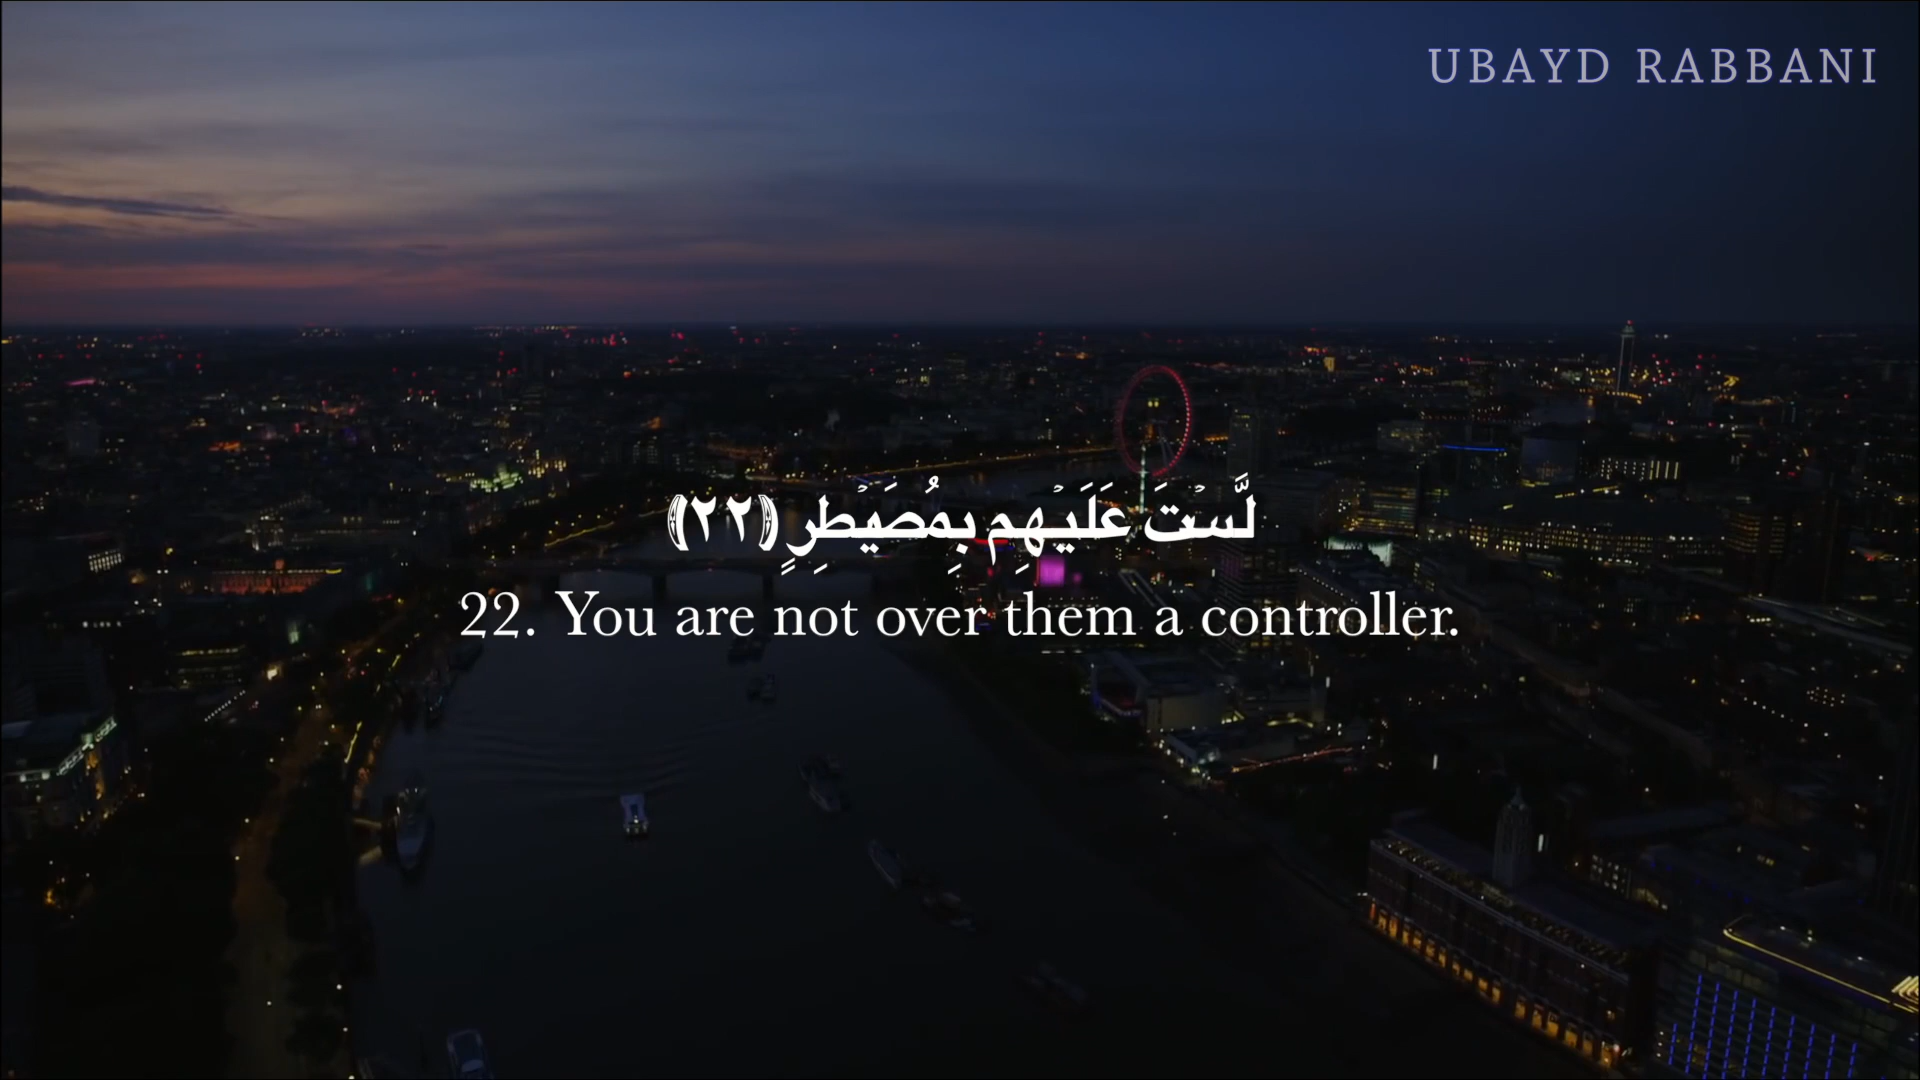 UBAYD RABBANI
لَّسۡتَ عَلَيۡهِم بِمُصَيۡطِرٍ ﴿٢٢﴾
22. You are not over them a controller.